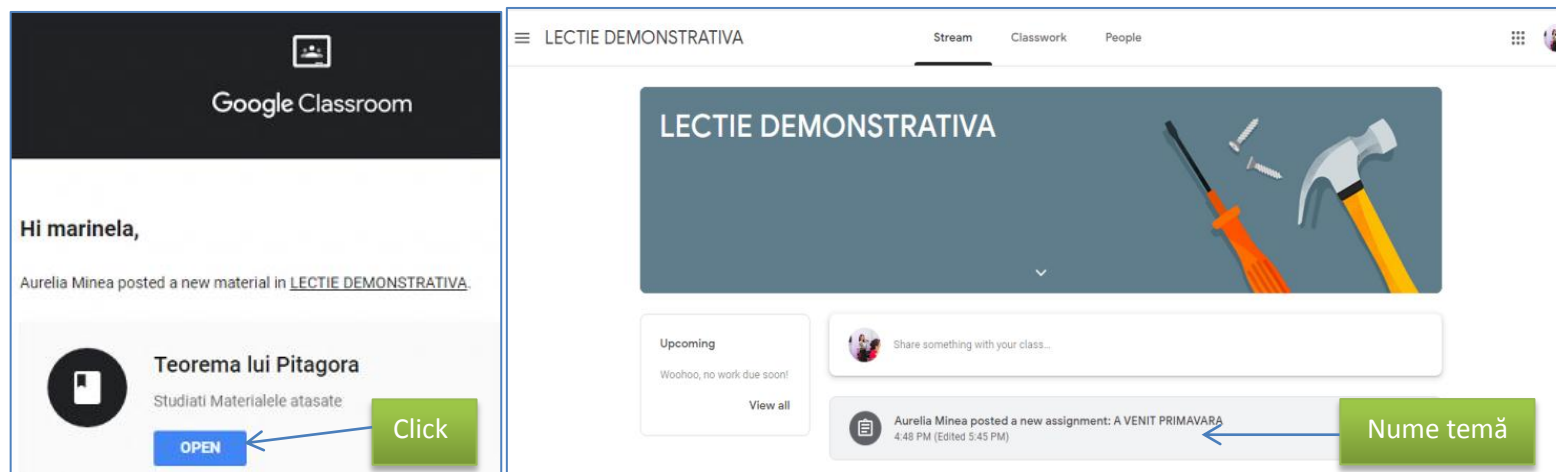 Google Classroom
Hi marinela,
Aurelia Minea posted a new material in LECTIE DEMONSTRATIVA.
Teorema lui Pitagora
Studiati Materialele atasate
OPEN
Click
LECTIE DEMONSTRATIVA
Stream
Classwork
People
LECTIE DEMONSTRATIVA
Upcoming
Woohoo, no work due soon!
View all
Share something with your class...
Aurelia Minea posted a new assignment: A VENIT PRIMAVARA
4:48 PM (Edited 5:45 PM)
Nume temă